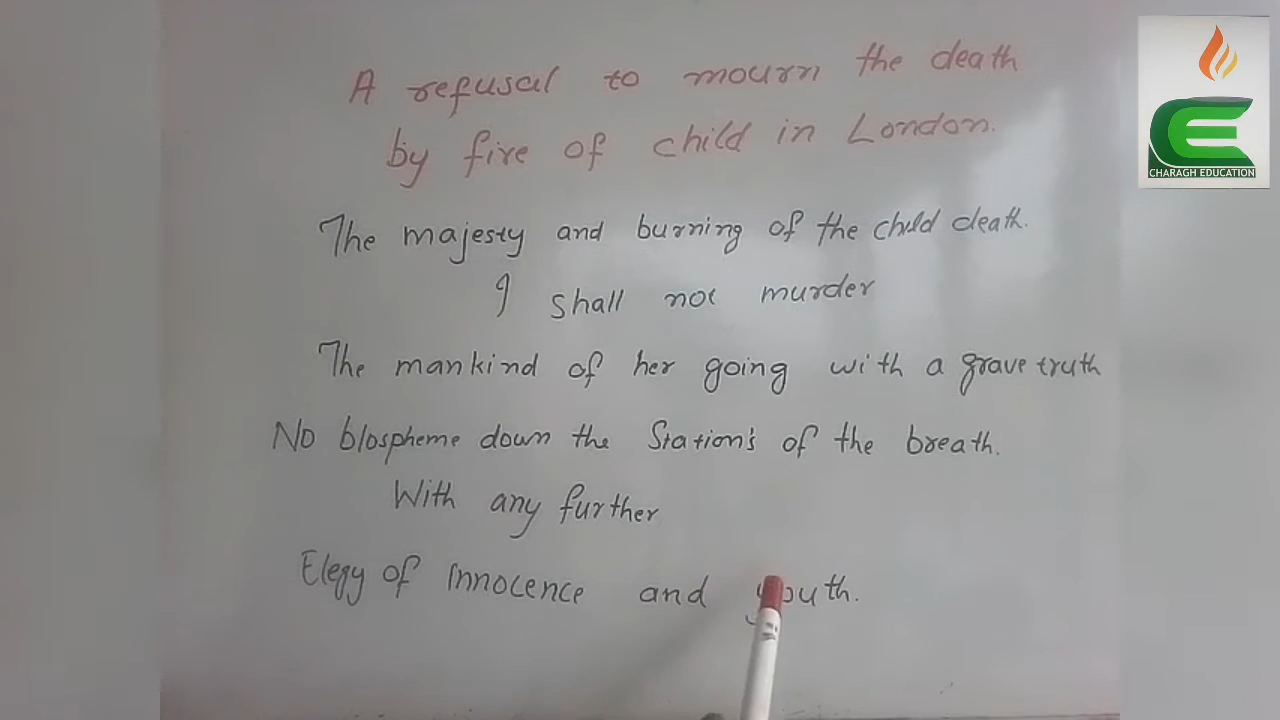 A refusal to mourn the death
by fire of child in London.
CHARAGH EDUCATION
The majesty and burning of the child death.
I shall not murder
The mankind of her going with a grave truth
No blospheme down the Station's of the breath.
With any further
Elegy of Innocence and youth.